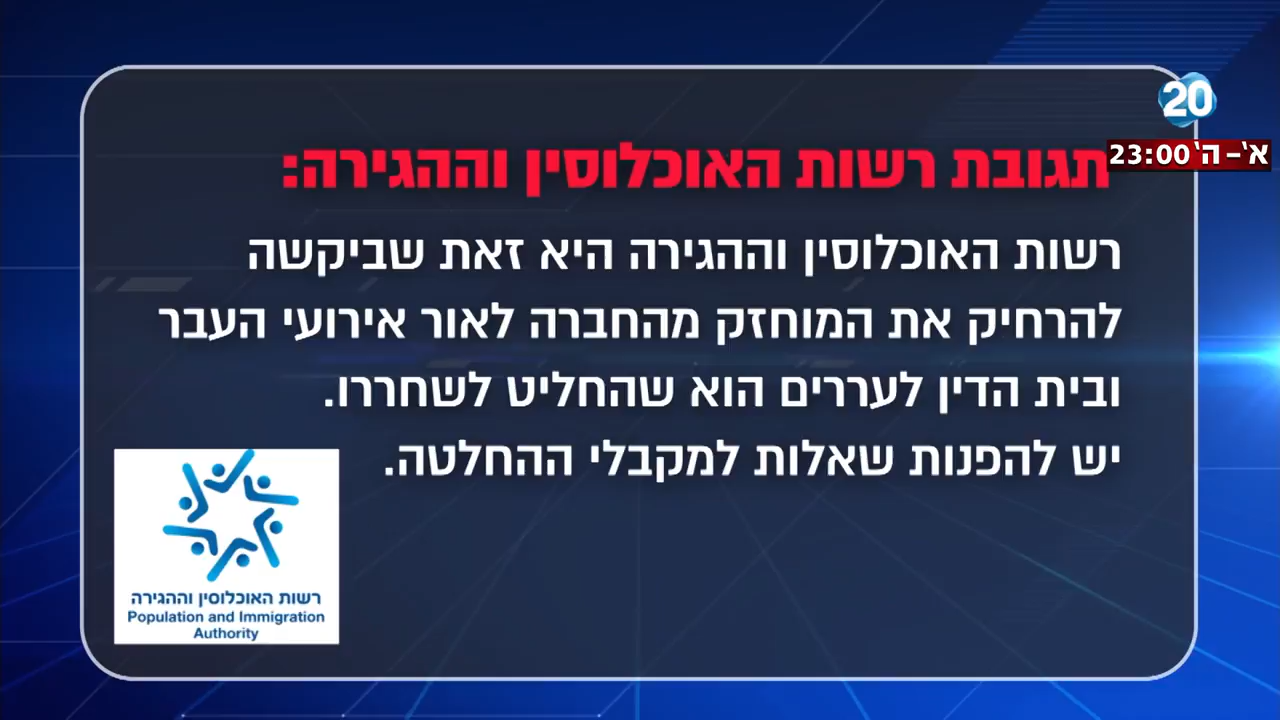 20
א'-ה' 23:00
תגובת רשות האוכלוסין וההגירה:
רשות האוכלוסין וההגירה היא זאת שביקשה
להרחיק את המוחזק מהחברה לאור אירועי העבר
ובית הדין לעררים הוא שהחליט לשחררו.
יש להפנות שאלות למקבלי ההחלטה.
רשות האוכלוסין וההגירה
Population and Immigration
Authority